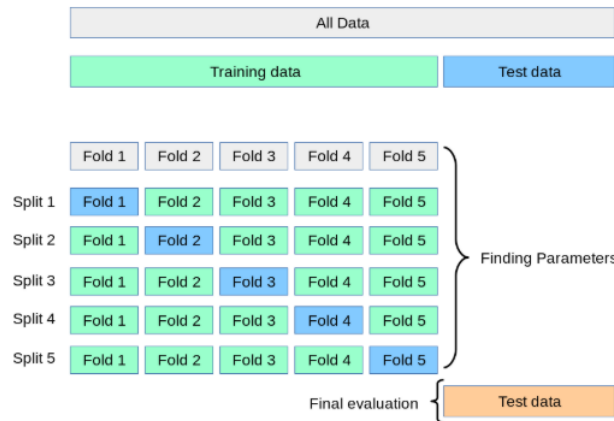 All Data
Training data Test data
Fold 1 Fold 2 Fold 3 Fold 4 Fold 5
Split 1 Fold 1 Fold 2 Fold 3 Fold 4 Fold 5
Split 2 Fold 1 Fold 2 Fold 3 Fold 4 Fold 5
Finding Parameters
Split 3 Fold 1 Fold 2 Fold 3 Fold 4 Fold 5
Split 4 Fold 1 Fold 2 Fold 3 Fold 4 Fold 5
Split 5 Fold 1 Fold 2 Fold 3 Fold 4 Fold 5
Final evaluation Test data